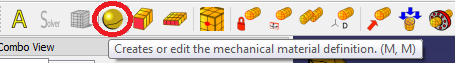 A Solver
D
Combo View
Creates or edit the mechanical material definition. (M, M)